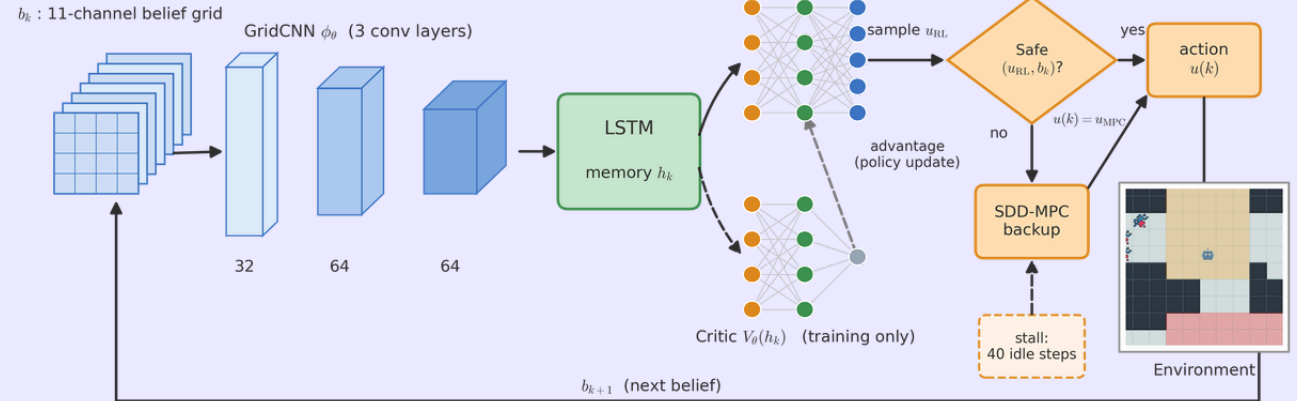 b_k : 11-channel belief grid
GridCNN ϕ_θ (3 conv layers)
32
64
64
LSTM
memory h_k
sample u_RL
Safe
(u_RL, b_k)?
yes
action
u(k)
no
u(k) = u_MPC
advantage
(policy update)
SDD-MPC
backup
stall:
40 idle steps
Critic V_θ(h_k) (training only)
Environment
b_{k+1} (next belief)